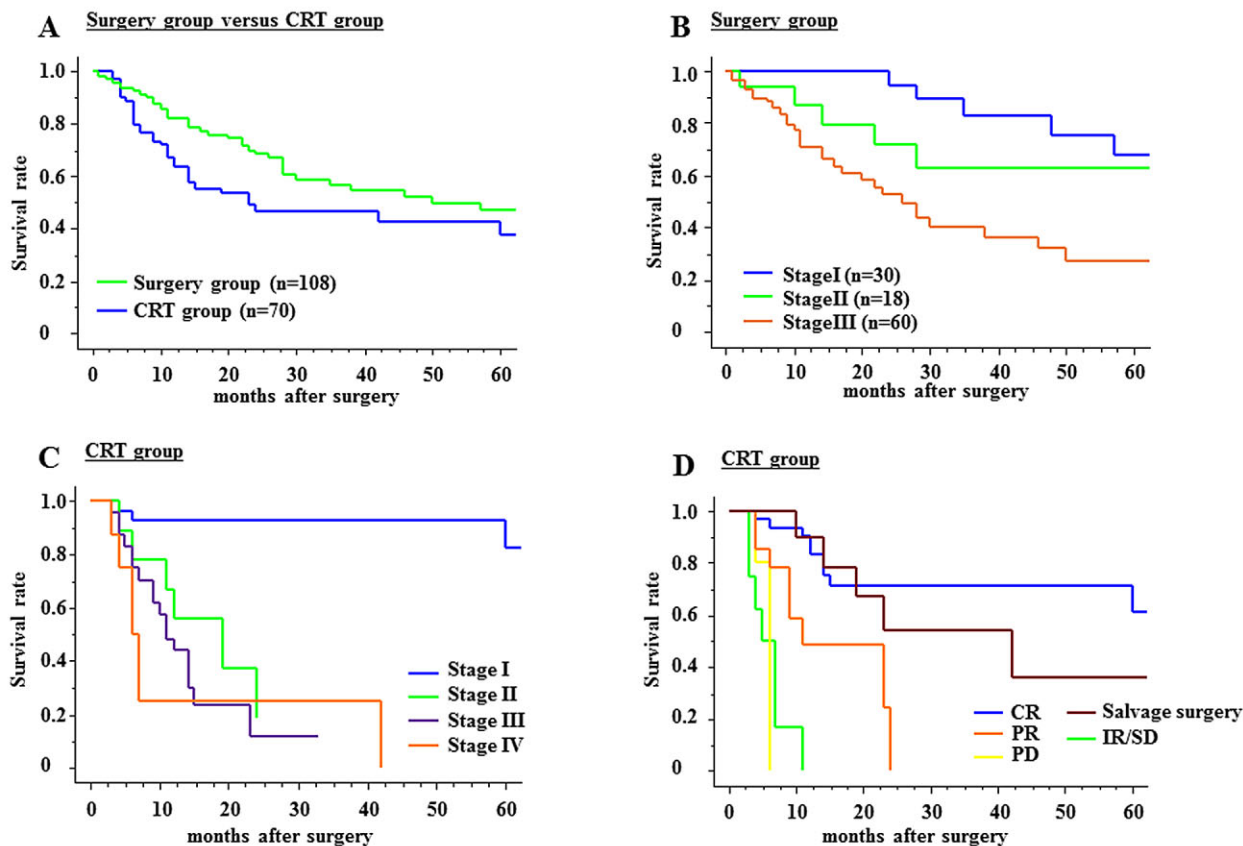 A Surgery group versus CRT group
1.0
0.8
0.6
0.4
0.2
0
Survival rate
Surgery group (n=108)
CRT group (n=70)
0 10 20 30 40 50 60
months after surgery
B Surgery group
1.0
0.8
0.6
0.4
0.2
0
Survival rate
StageI (n=30)
StageII (n=18)
StageIII (n=60)
0 10 20 30 40 50 60
months after surgery
C CRT group
1.0
0.8
0.6
0.4
0.2
0
Survival rate
Stage I
Stage II
Stage III
Stage IV
0 10 20 30 40 50 60
months after surgery
D CRT group
1.0
0.8
0.6
0.4
0.2
0
Survival rate
CR Salvage surgery
PR IR/SD
PD
0 10 20 30 40 50 60
months after surgery